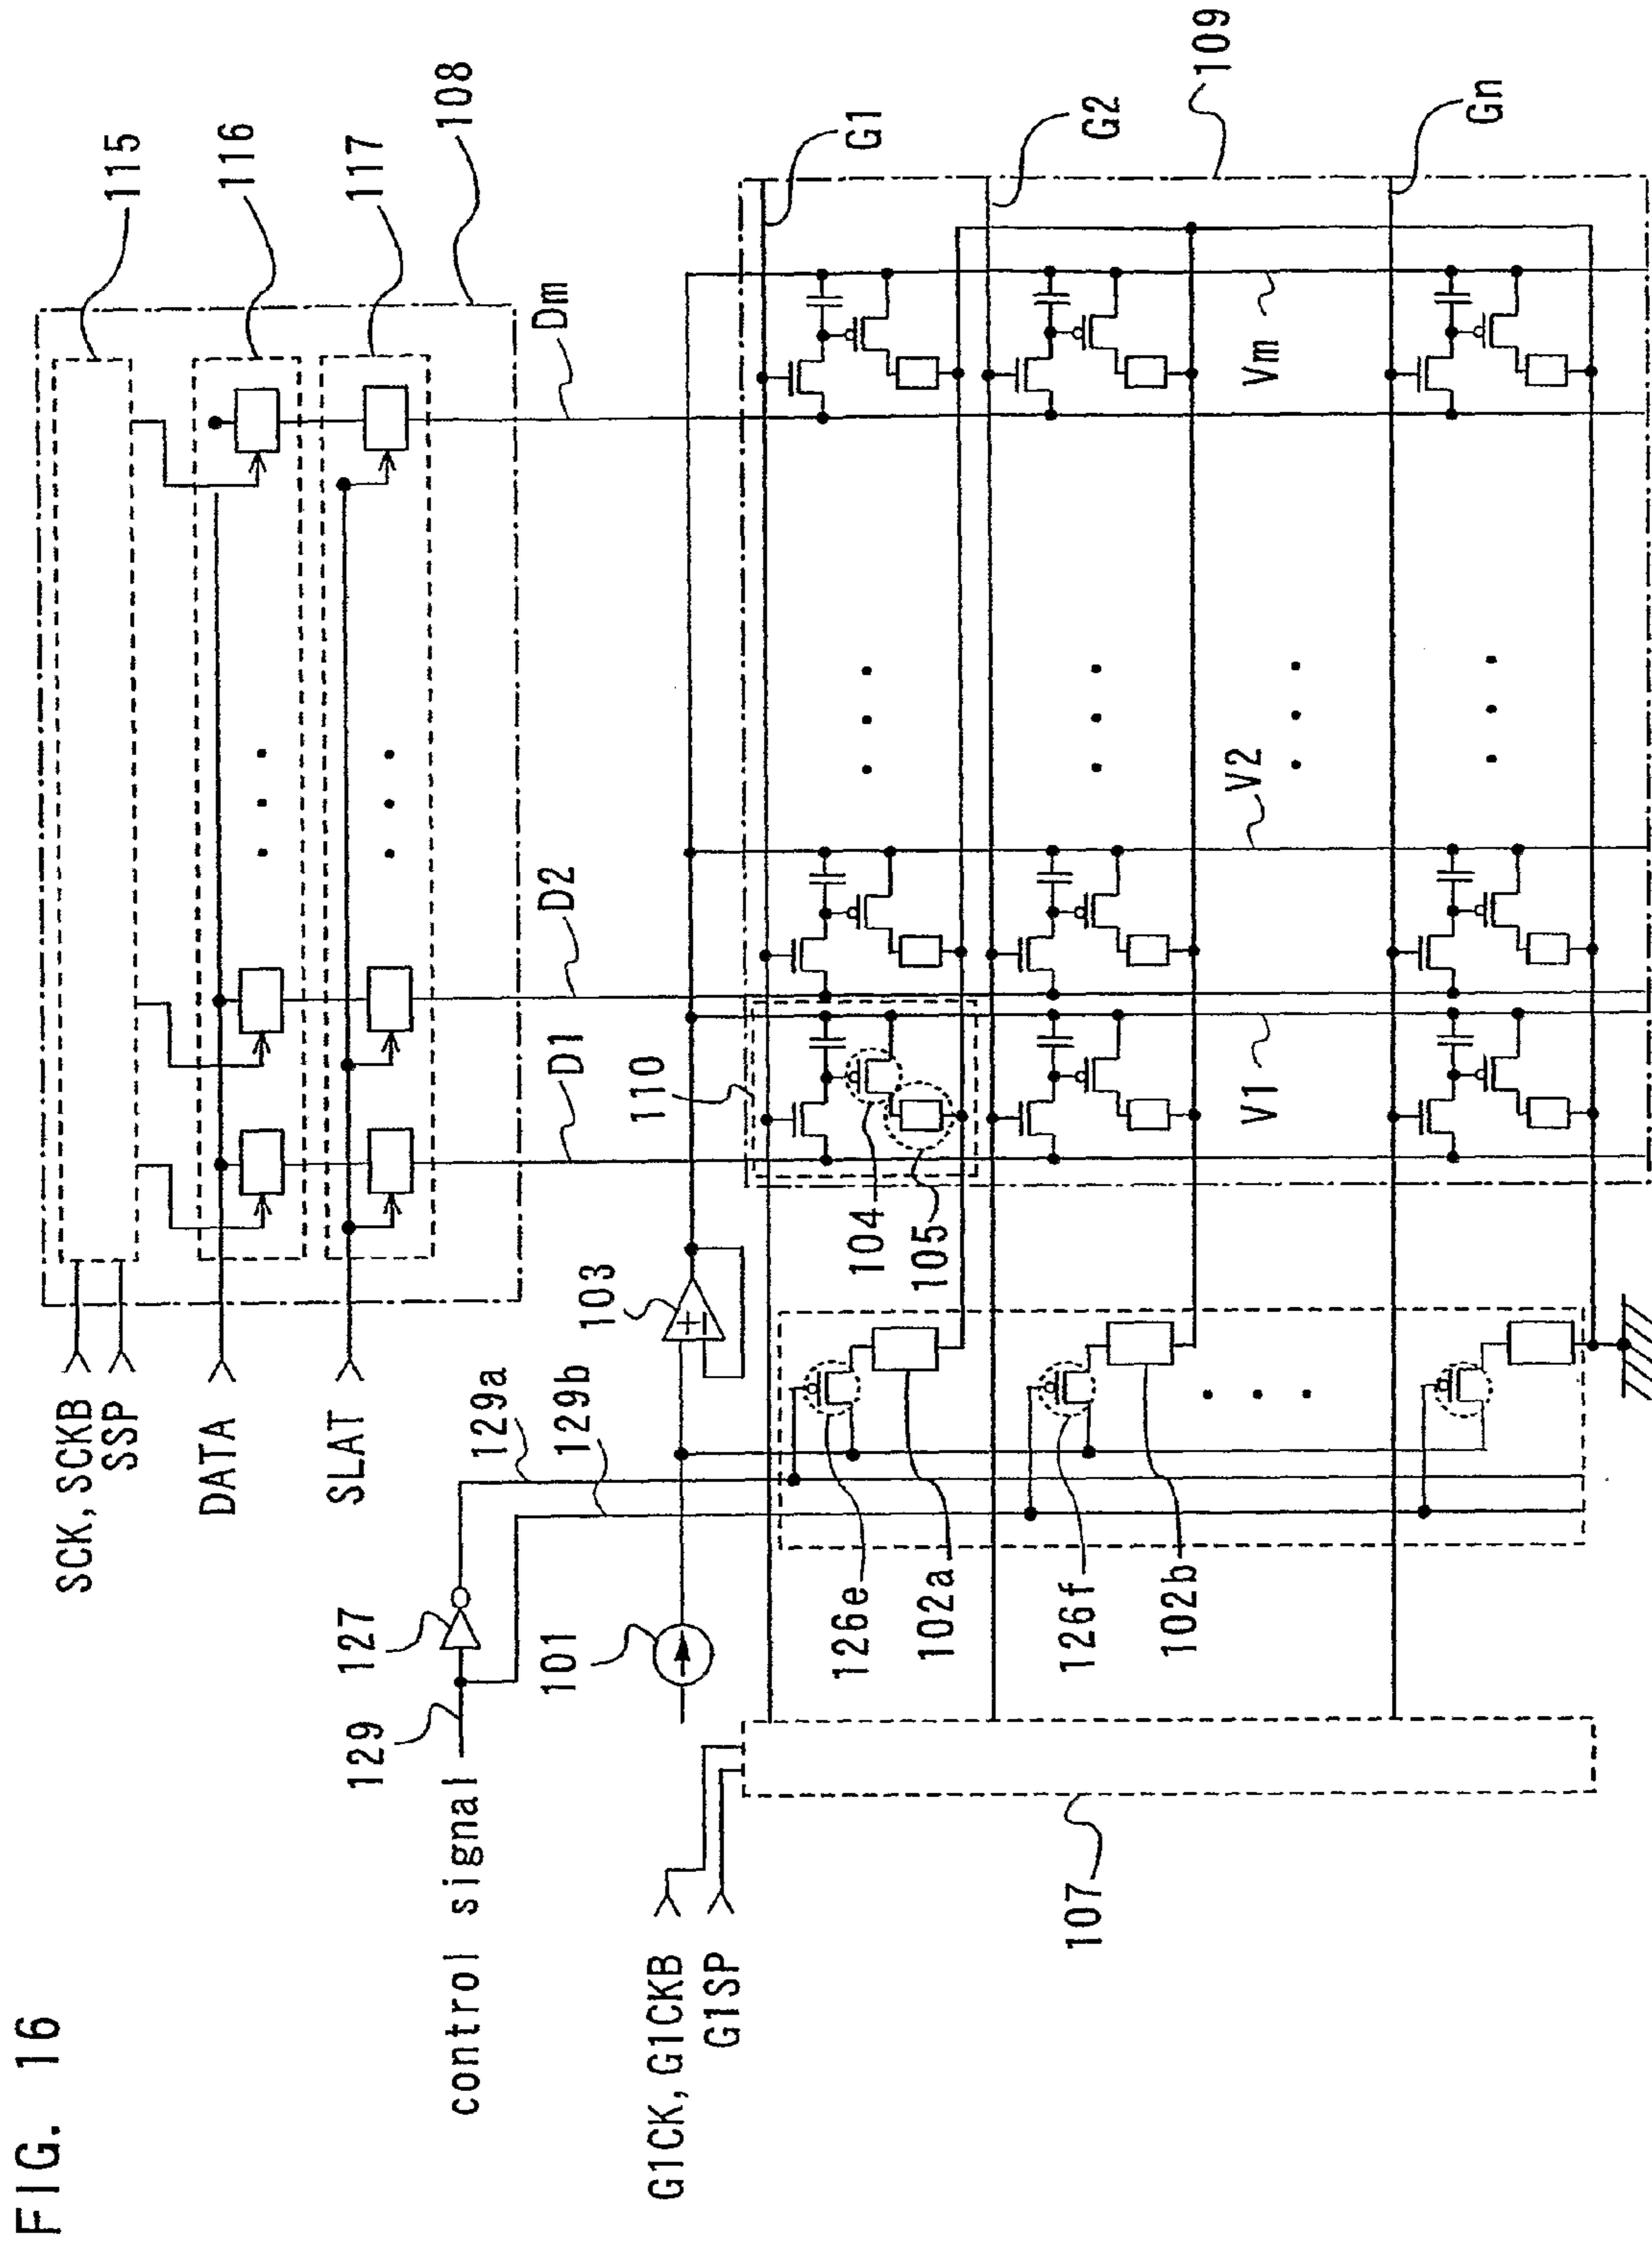 FIG. 16
115
116
117
108
SCK, SCKB
SSP
DATA
SLAT
D1
D2
Dm
control signal
129
127
129a
129b
101
103
110
104
105
G1
G2
109
Gn
126e
102a
126f
102b
V1
V2
Vm
G1CK, G1CKB
G1SP
107